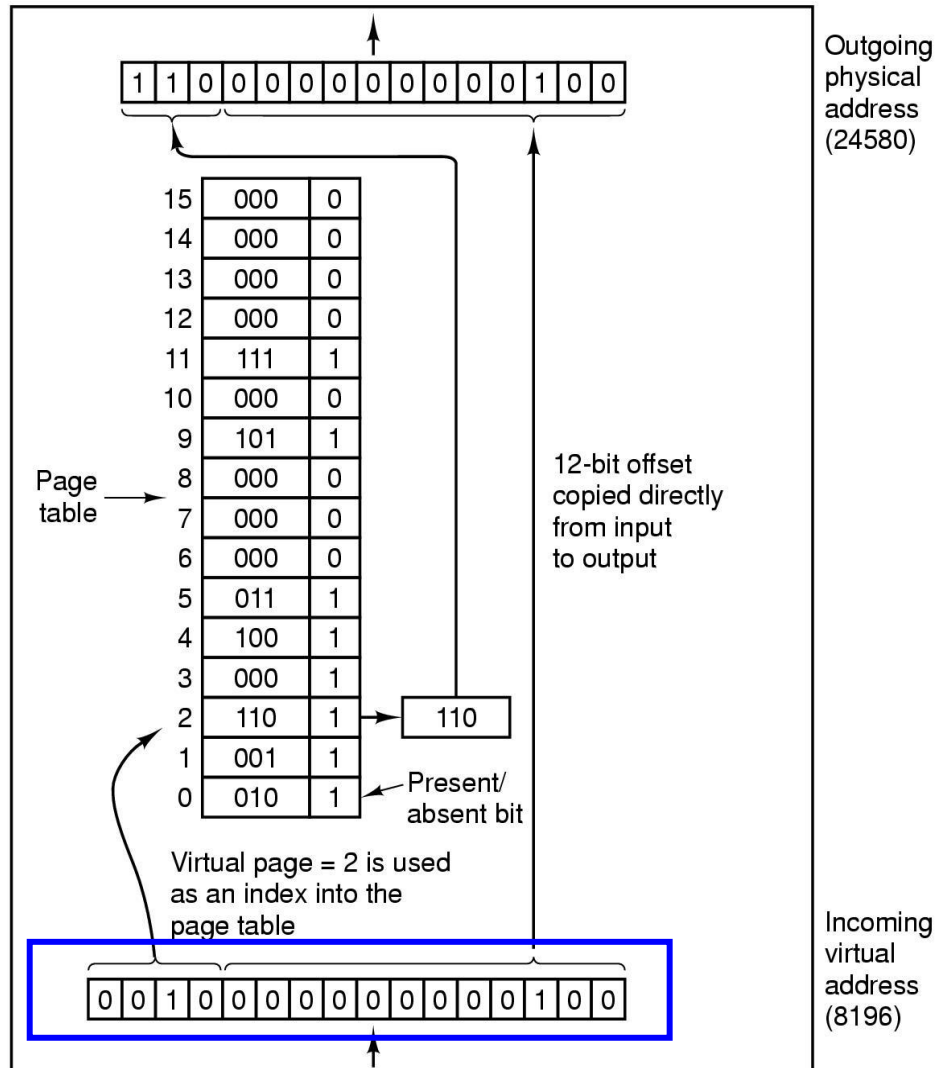 1 1 0 0 0 0 0 0 0 0 0 0 1 0 0
Outgoing
physical
address
(24580)
15 000 0
14 000 0
13 000 0
12 000 0
11 111 1
10 000 0
9 101 1
8 000 0
7 000 0
6 000 0
5 011 1
4 100 1
3 000 1
2 110 1 110
1 001 1
0 010 1
Page
table
12-bit offset
copied directly
from input
to output
Present/
absent bit
Virtual page = 2 is used
as an index into the
page table
0 0 1 0 0 0 0 0 0 0 0 0 0 1 0 0
Incoming
virtual
address
(8196)